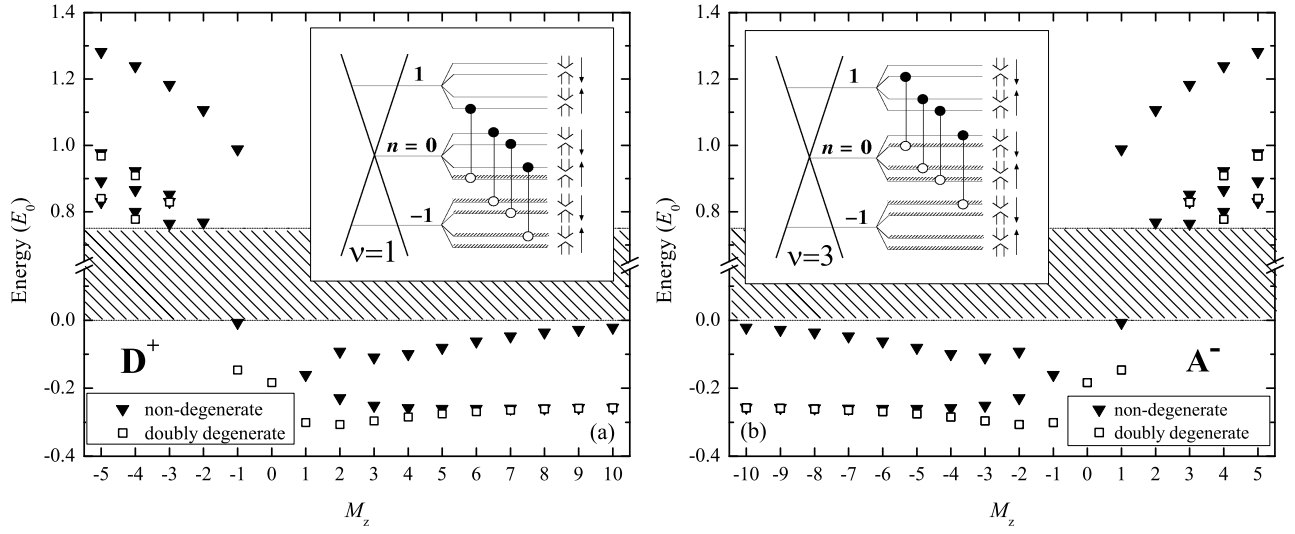 1.4
1.2
1.0
0.8
0.0
-0.2
-0.4
Energy (E₀)
1
n = 0
−1
ν=1
D⁺
non-degenerate
doubly degenerate
(a)
-5 -4 -3 -2 -1 0 1 2 3 4 5 6 7 8 9 10
M_z
1.4
1.2
1.0
0.8
0.0
-0.2
-0.4
Energy (E₀)
1
n = 0
−1
ν=3
A⁻
(b)
non-degenerate
doubly degenerate
-10 -9 -8 -7 -6 -5 -4 -3 -2 -1 0 1 2 3 4 5
M_z